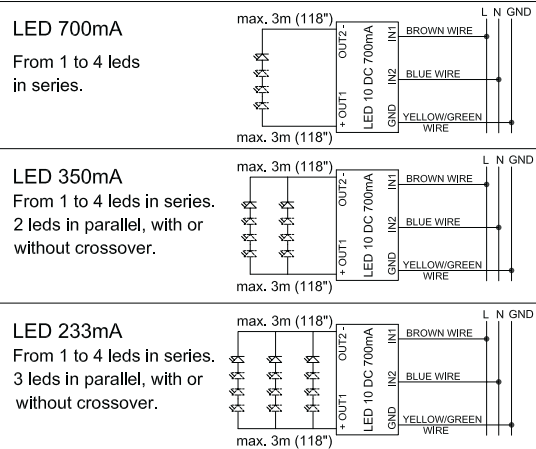 LED 700mA
From 1 to 4 leds
in series.
max. 3m (118")
max. 3m (118")
OUT2 -
+ OUT1
LED 10 DC 700mA
IN1
IN2
GND
BROWN WIRE
BLUE WIRE
YELLOW/GREEN
WIRE
L N GND
LED 350mA
From 1 to 4 leds in series.
2 leds in parallel, with or
without crossover.
max. 3m (118")
max. 3m (118")
OUT2 -
+ OUT1
LED 10 DC 700mA
IN1
IN2
GND
BROWN WIRE
BLUE WIRE
YELLOW/GREEN
WIRE
L N GND
LED 233mA
From 1 to 4 leds in series.
3 leds in parallel, with or
without crossover.
max. 3m (118")
max. 3m (118")
OUT2 -
+ OUT1
LED 10 DC 700mA
IN1
IN2
GND
BROWN WIRE
BLUE WIRE
YELLOW/GREEN
WIRE
L N GND